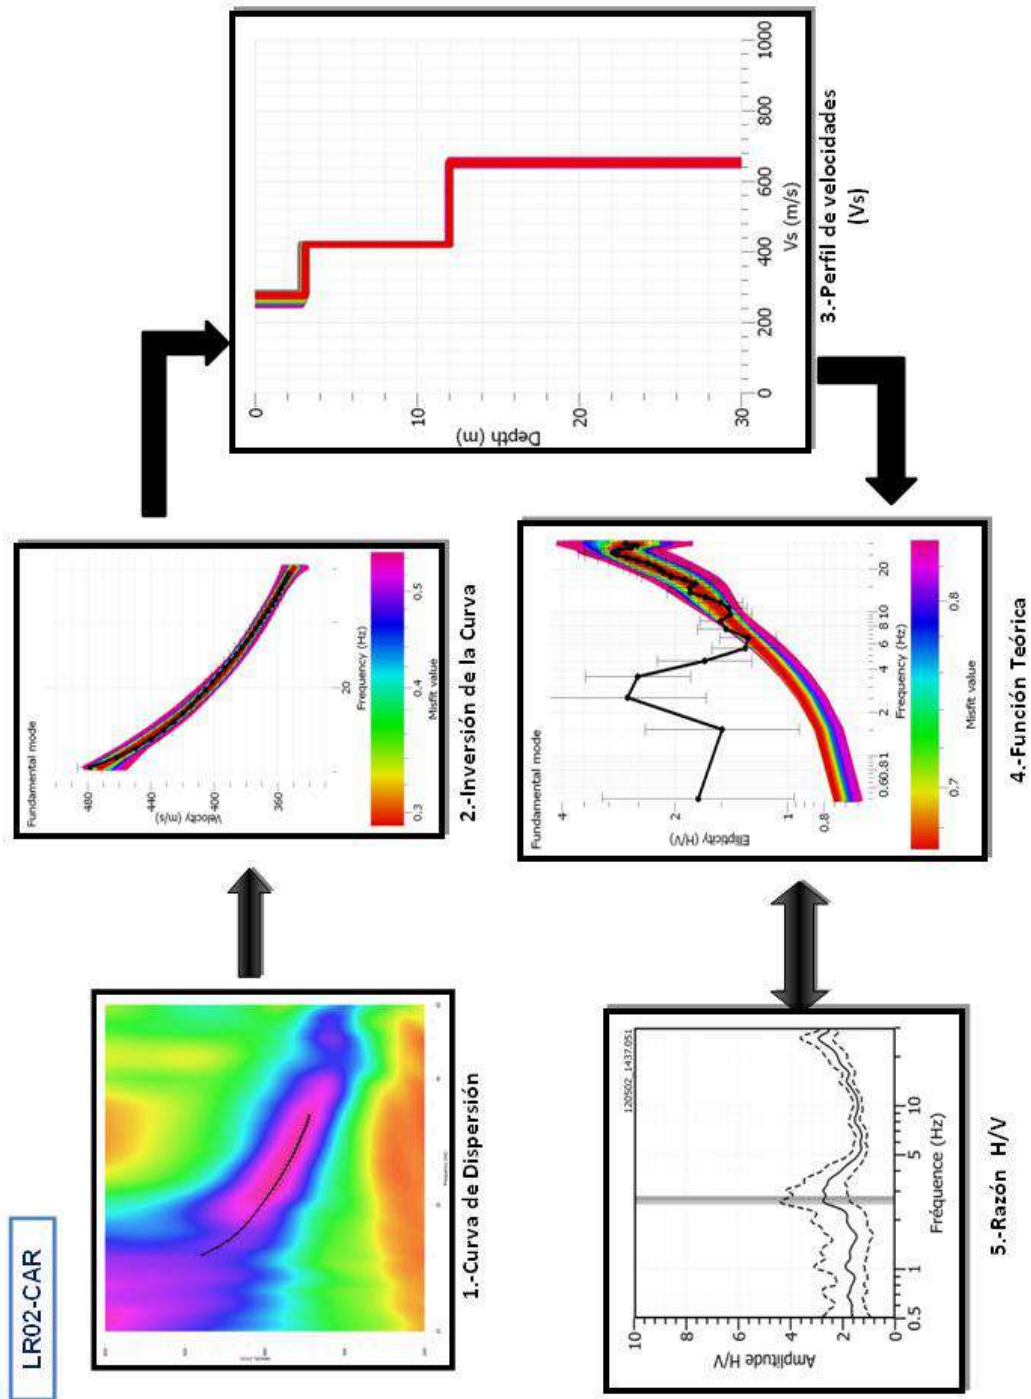 LR02-CAR
1.-Curva de Dispersión
Fundamental mode
480
440
400
360
Velocity (m/s)
20
Frequency (Hz)
0.3
0.4
0.5
Misfit value
2.-Inversión de la Curva
0
10
20
30
Depth (m)
0
200
400
600
800
1000
Vs (m/s)
3.-Perfil de velocidades
(Vs)
Fundamental mode
4
2
1
0.8
Ellipticity (H/V)
0.60.81
2
4
6
8
10
20
Frequency (Hz)
0.7
0.8
Misfit value
4.-Función Teórica
120502_1437.051
10
8
6
4
2
0
Amplitude H/V
0.5
1
5
10
Fréquence (Hz)
5.-Razón H/V